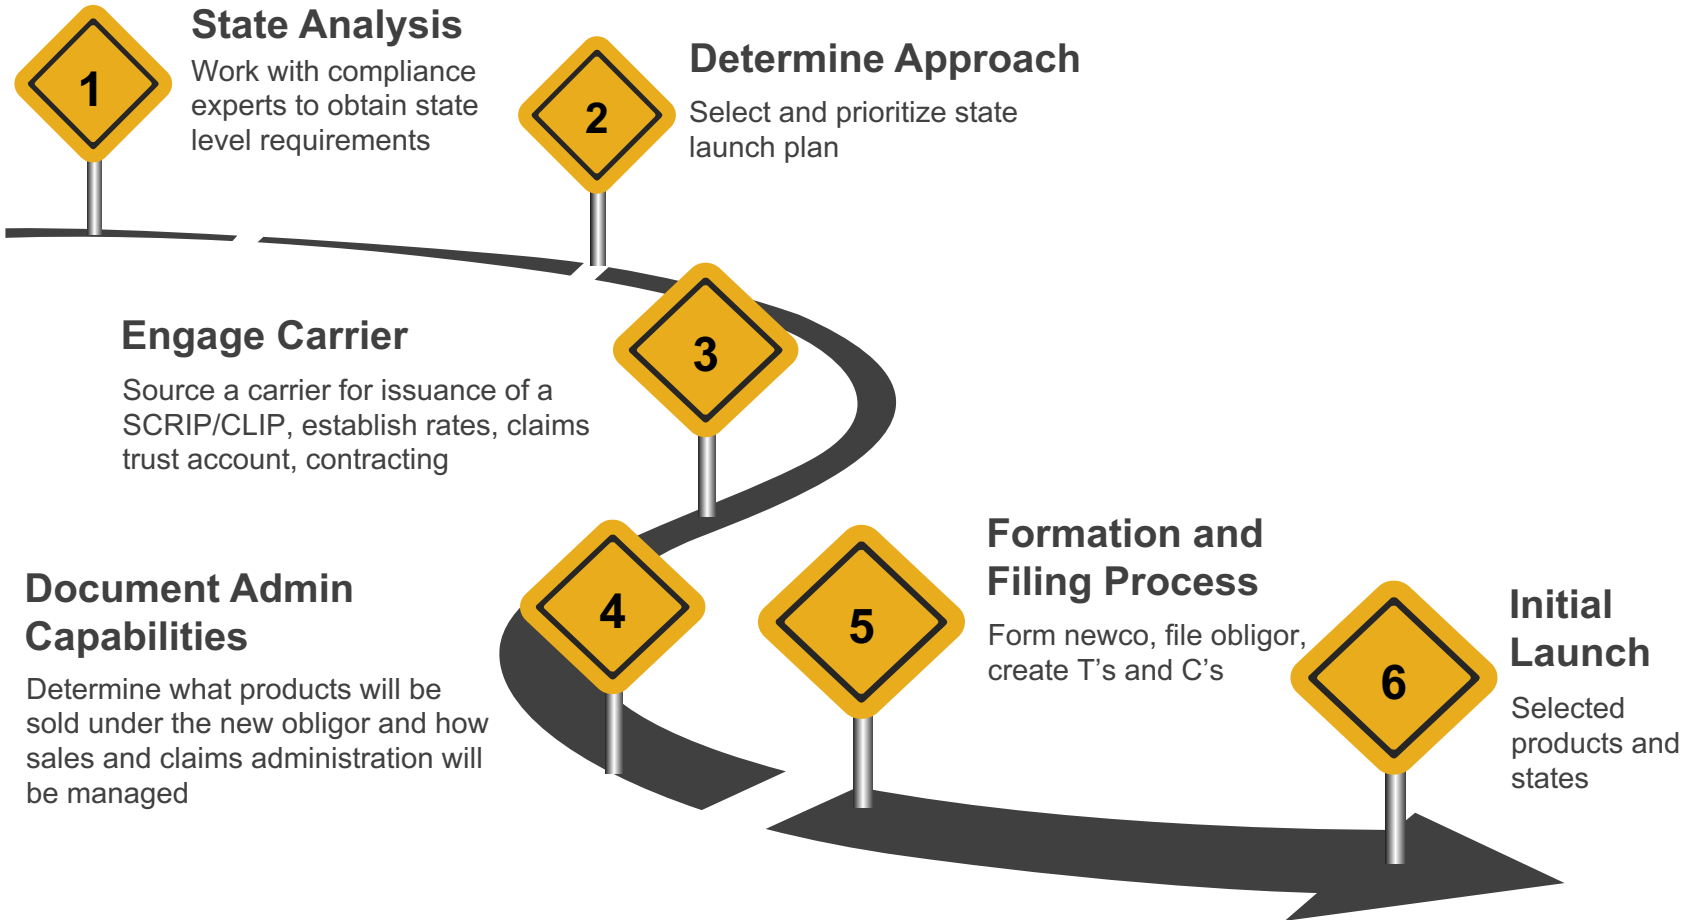 1
State Analysis
Work with compliance
experts to obtain state
level requirements
2
Determine Approach
Select and prioritize state
launch plan
3
Engage Carrier
Source a carrier for issuance of a
SCRIP/CLIP, establish rates, claims
trust account, contracting
4
Document Admin
Capabilities
Determine what products will be
sold under the new obligor and how
sales and claims administration will
be managed
5
Formation and
Filing Process
Form newco, file obligor,
create T's and C's
6
Initial
Launch
Selected
products and
states